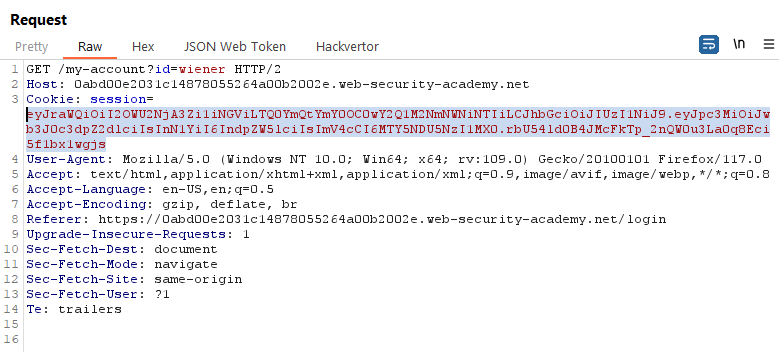 Request
Pretty Raw Hex JSON Web Token Hackvertor \n
1 GET /my-account?id=wiener HTTP/2
2 Host: 0abd00e2031c14878055264a00b2002e.web-security-academy.net
3 Cookie: session=
eyJraWQiOiI2OWU2NjA3Zi1iNGViLTQ0YmQtYmY0OC0wY2Q1M2NmNWNiNTIiLCJhbGciOiJIUzI1NiJ9.eyJpc3MiOiJw
b3J0c3dpZ2dlciIsInN1YiI6IndpZW5lciIsImV4cCI6MTY5NDU5NzI1MX0.rbU54ld0B4JMcFkTp_2nQW0u3LaOq8Eci
5f1bx1wgjs
4 User-Agent: Mozilla/5.0 (Windows NT 10.0; Win64; x64; rv:109.0) Gecko/20100101 Firefox/117.0
5 Accept: text/html,application/xhtml+xml,application/xml;q=0.9,image/avif,image/webp,*/*;q=0.8
6 Accept-Language: en-US,en;q=0.5
7 Accept-Encoding: gzip, deflate, br
8 Referer: https://0abd00e2031c14878055264a00b2002e.web-security-academy.net/login
9 Upgrade-Insecure-Requests: 1
10 Sec-Fetch-Dest: document
11 Sec-Fetch-Mode: navigate
12 Sec-Fetch-Site: same-origin
13 Sec-Fetch-User: ?1
14 Te: trailers
15
16